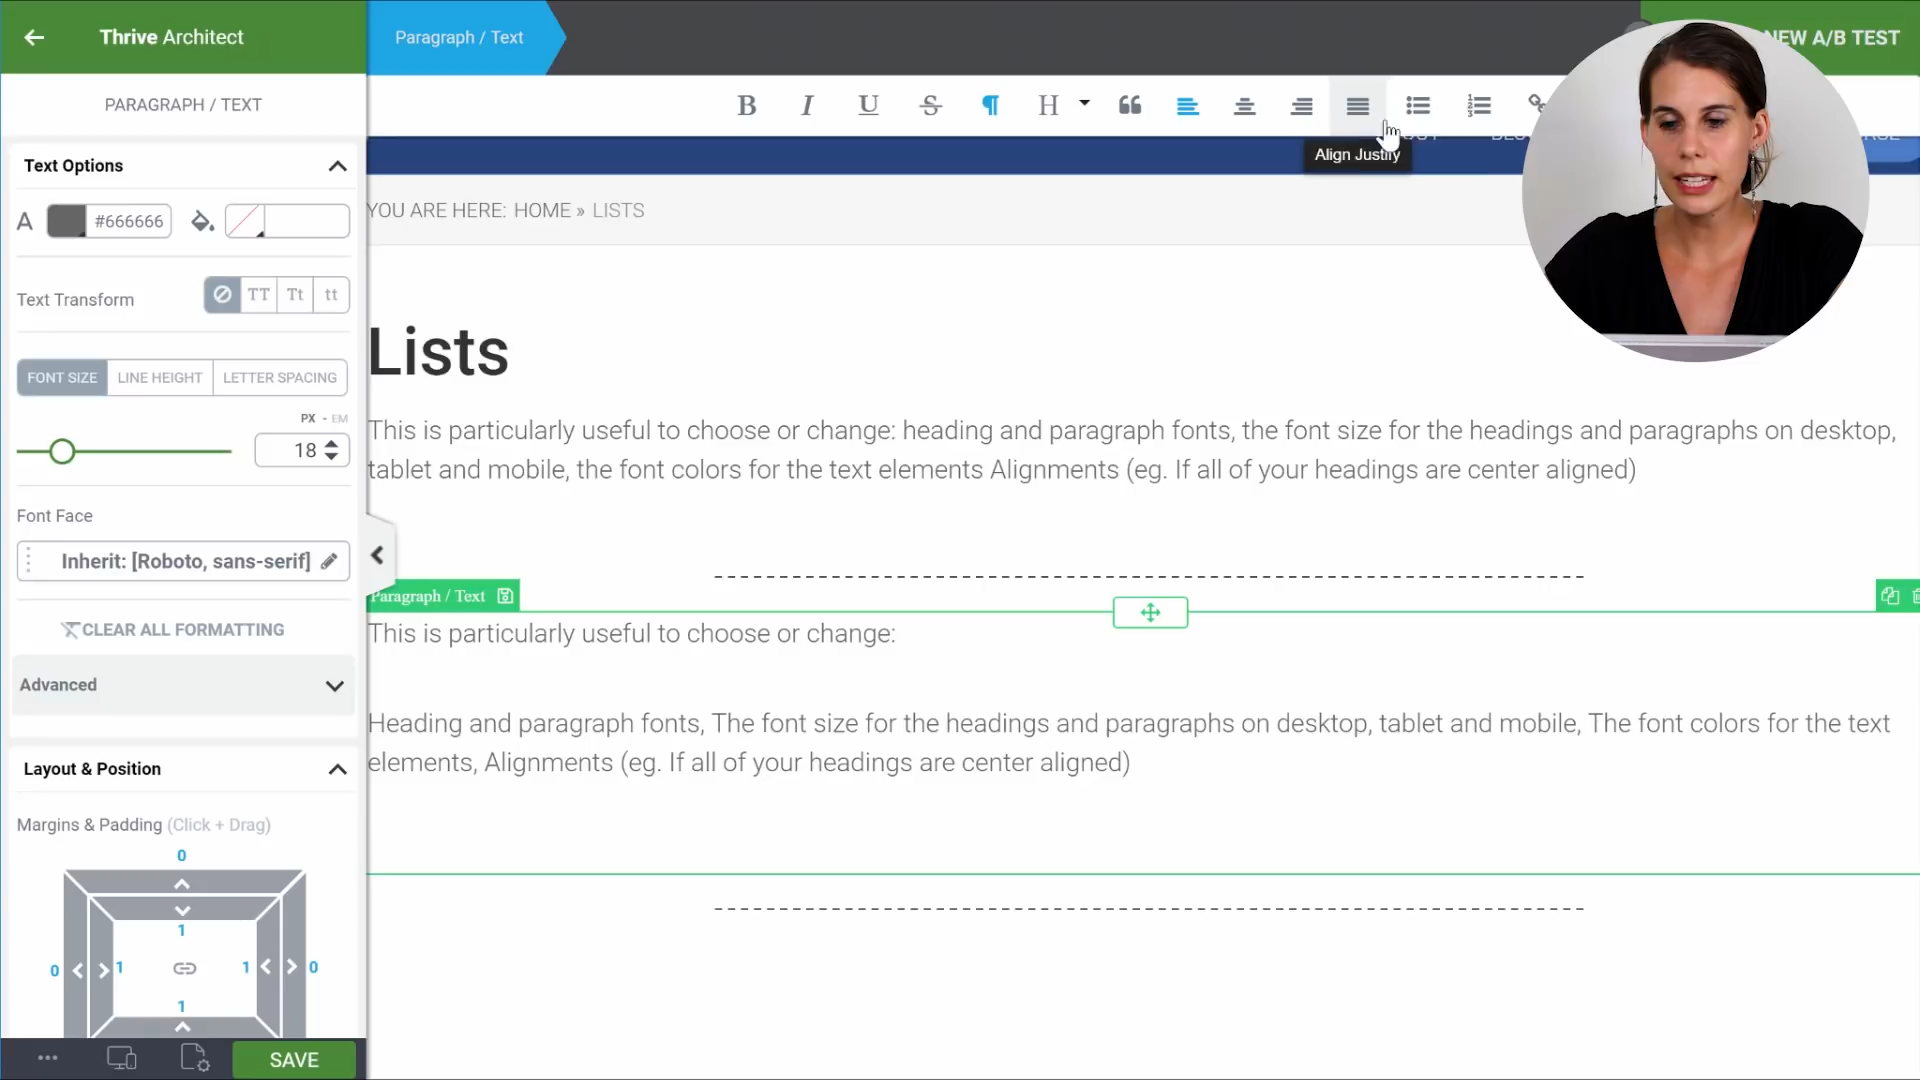 Thrive Architect
Paragraph / Text
NEW A/B TEST
PARAGRAPH / TEXT
B I U S H
Text Options
Align Justify
A #666666
YOU ARE HERE: HOME » LISTS
Text Transform TT Tt tt
Lists
FONT SIZE LINE HEIGHT LETTER SPACING
PX - EM
18
This is particularly useful to choose or change: heading and paragraph fonts, the font size for the headings and paragraphs on desktop,
tablet and mobile, the font colors for the text elements Alignments (eg. If all of your headings are center aligned)
Font Face
Inherit: [Roboto, sans-serif]
Paragraph / Text
CLEAR ALL FORMATTING
This is particularly useful to choose or change:
Advanced
Heading and paragraph fonts, The font size for the headings and paragraphs on desktop, tablet and mobile, The font colors for the text
elements, Alignments (eg. If all of your headings are center aligned)
Layout & Position
Margins & Padding (Click + Drag)
0
1
0 1 1 0
1
SAVE